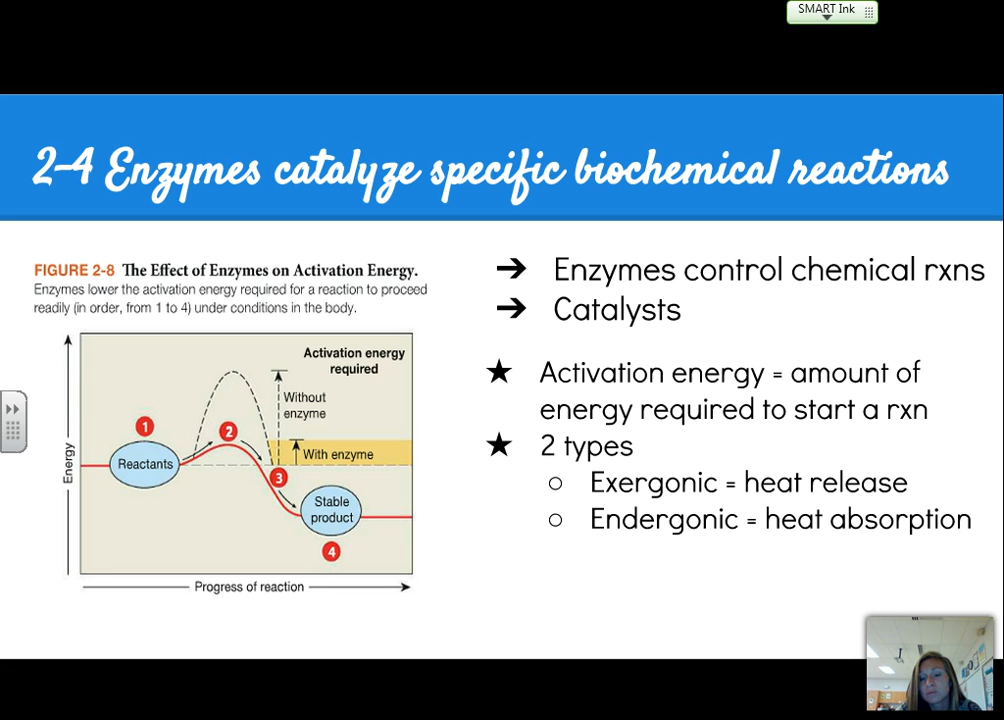 SMART Ink
2-4 Enzymes catalyze specific biochemical reactions
FIGURE 2-8 The Effect of Enzymes on Activation Energy.
Enzymes lower the activation energy required for a reaction to proceed
readily (in order, from 1 to 4) under conditions in the body.
Activation energy
required
Without
enzyme
With enzyme
1
2
3
4
Reactants
Stable
product
Energy
Progress of reaction
➔ Enzymes control chemical rxns
➔ Catalysts
★ Activation energy = amount of
energy required to start a rxn
★ 2 types
○ Exergonic = heat release
○ Endergonic = heat absorption